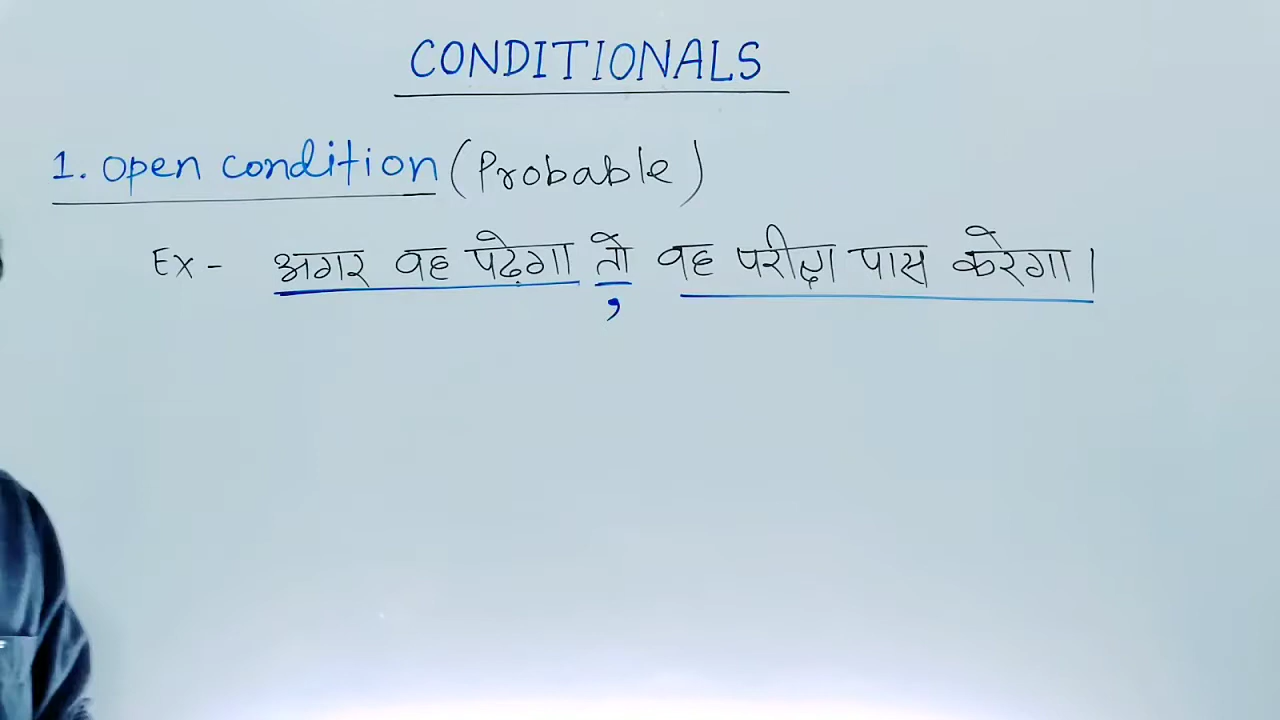 CONDITIONALS
1. Open condition (Probable)
Ex - अगर वह पढ़ेगा तो वह परीक्षा पास करेगा।
,